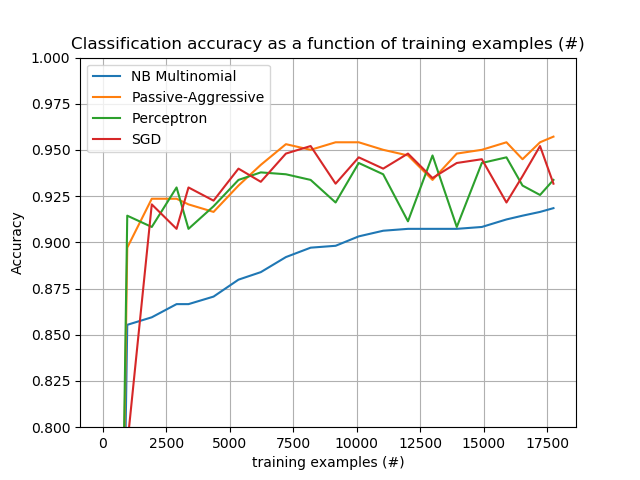 Classification accuracy as a function of training examples (#)
1.000
0.975
0.950
0.925
0.900
0.875
0.850
0.825
0.800
Accuracy
NB Multinomial
Passive-Aggressive
Perceptron
SGD
0 2500 5000 7500 10000 12500 15000 17500
training examples (#)